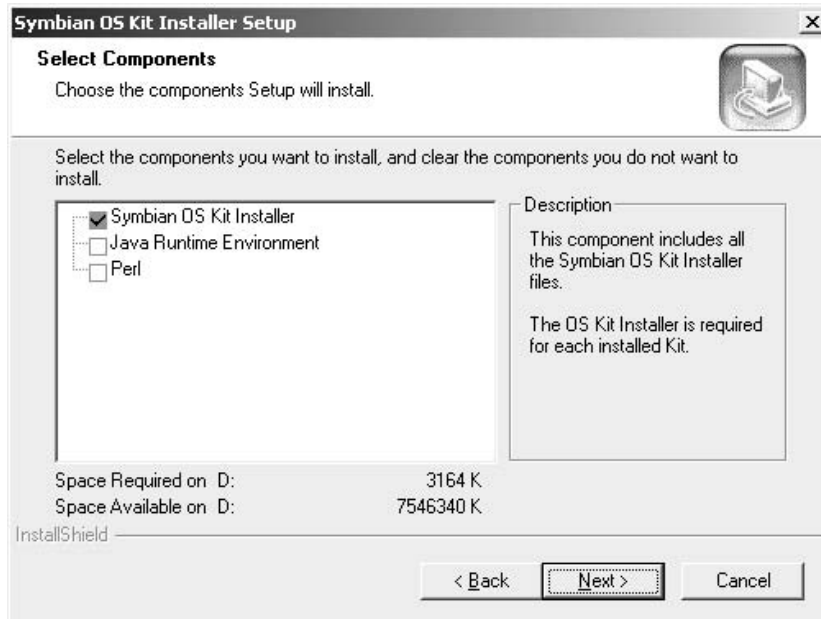 Symbian OS Kit Installer Setup
Select Components
Choose the components Setup will install.
Select the components you want to install, and clear the components you do not want to
install.
Symbian OS Kit Installer
Java Runtime Environment
Perl
Description
This component includes all
the Symbian OS Kit Installer
files.
The OS Kit Installer is required
for each installed Kit.
Space Required on D: 3164 K
Space Available on D: 7546340 K
InstallShield
< Back
Next >
Cancel